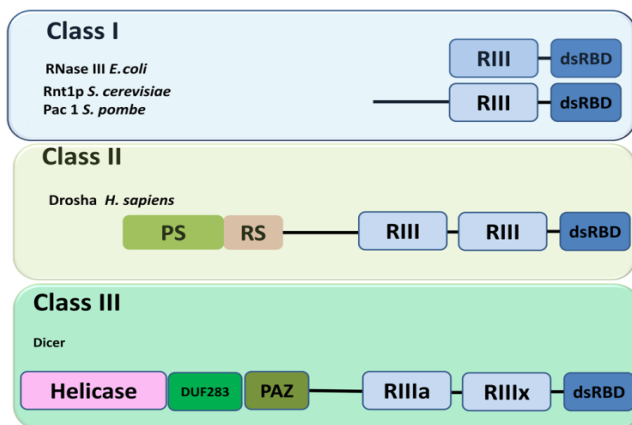 Class I
RNase III E.coli
RIII dsRBD
Rnt1p S. cerevisiae
Pac 1 S. pombe
RIII dsRBD
Class II
Drosha H. sapiens
PS RS RIII RIII dsRBD
Class III
Dicer
Helicase DUF283 PAZ RIIIa RIIIx dsRBD